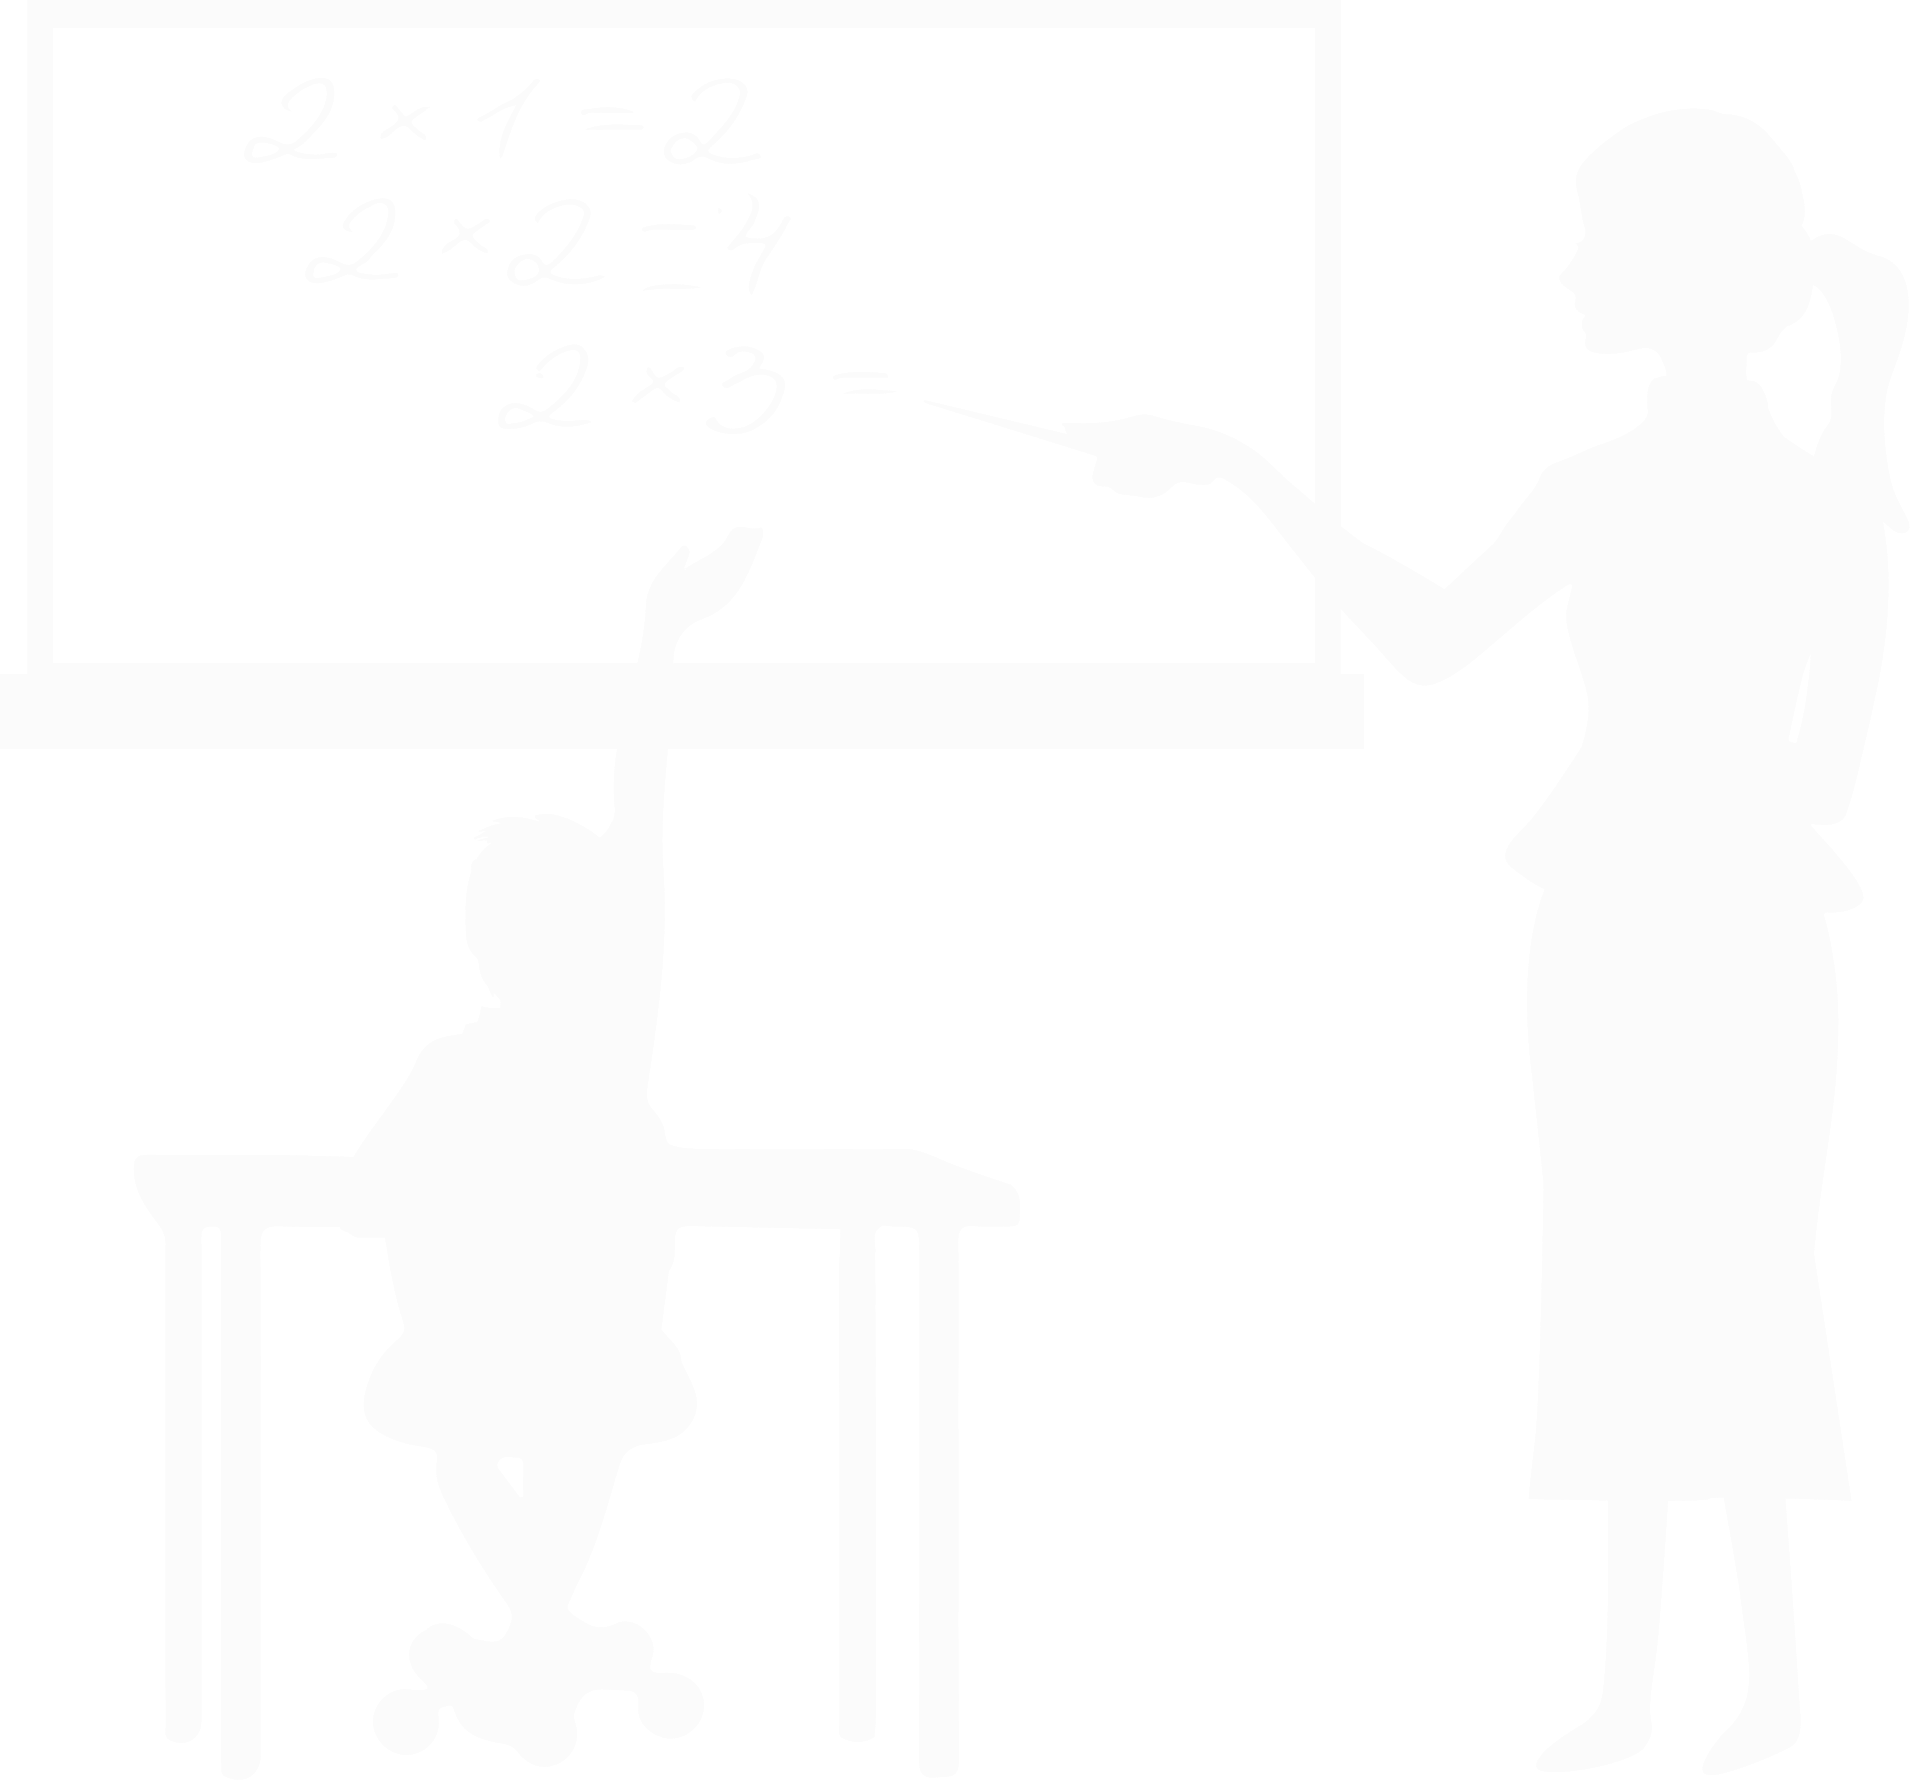 2 × 1 = 2
2 × 2 = 4
2 × 3 =